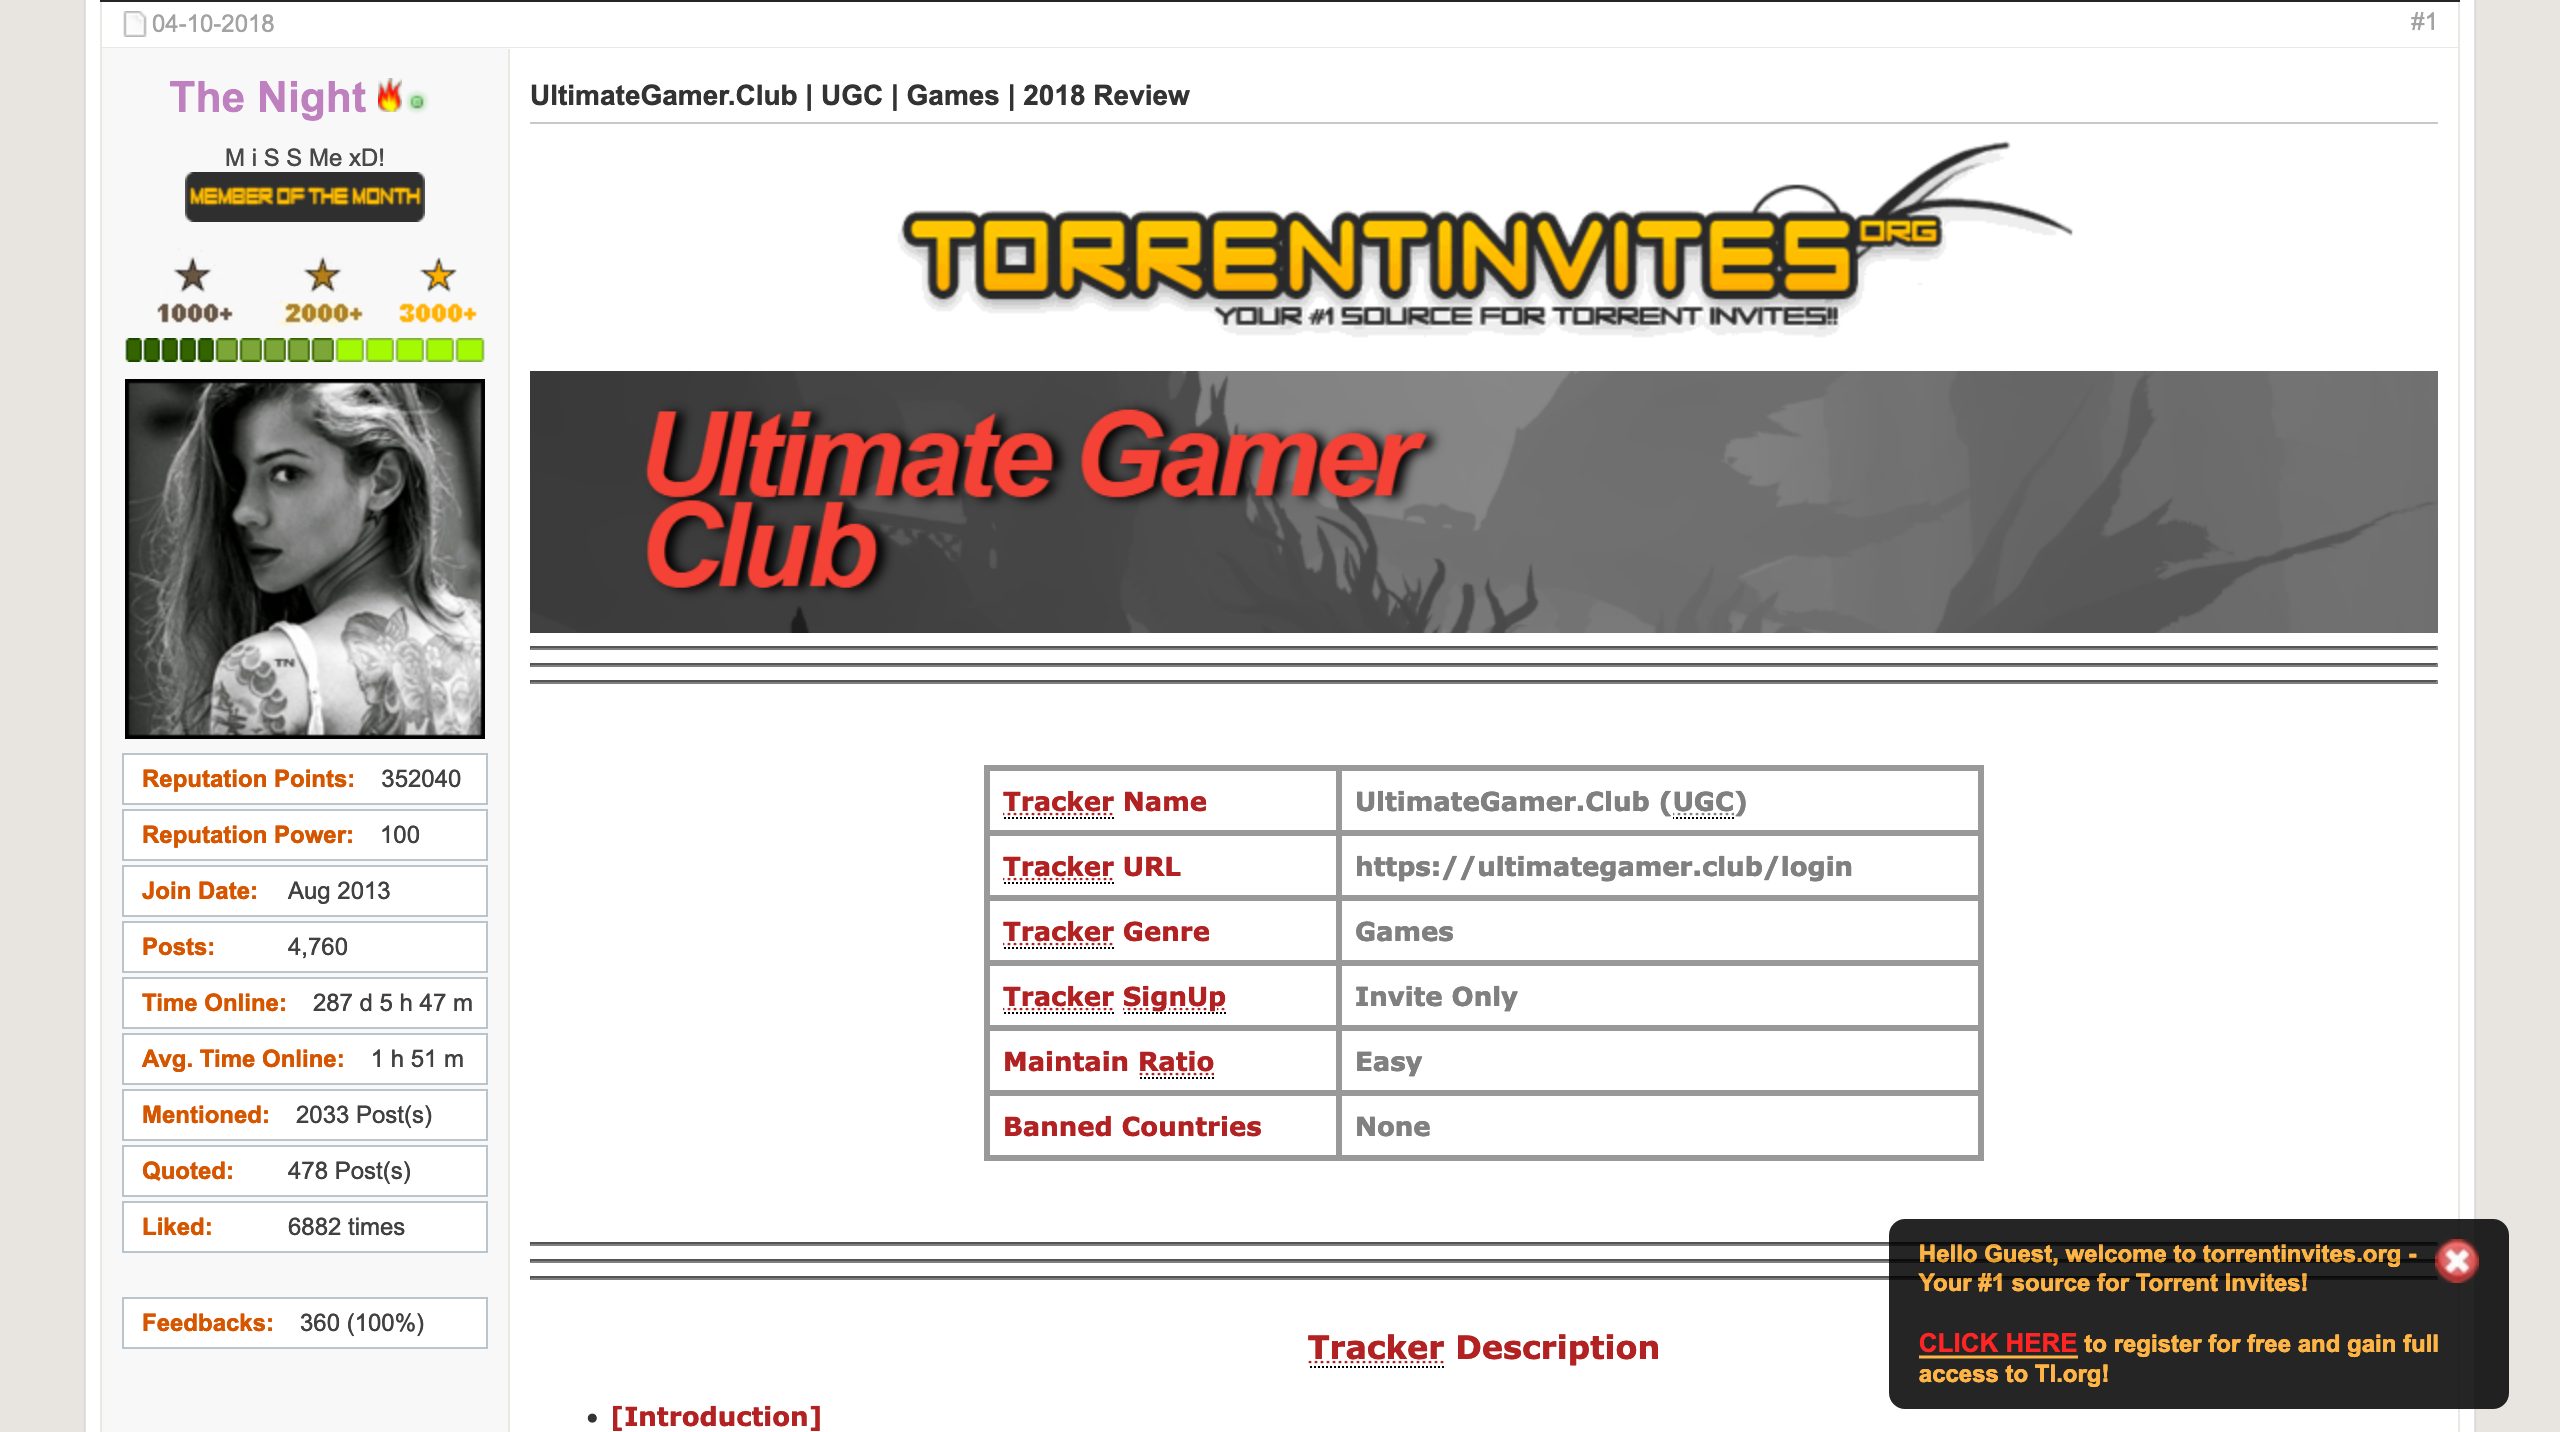 04-10-2018
#1
The Night
M i S S Me xD!
MEMBER OF THE MONTH
1000+ 2000+ 3000+
TN
Reputation Points: 352040
Reputation Power: 100
Join Date: Aug 2013
Posts: 4,760
Time Online: 287 d 5 h 47 m
Avg. Time Online: 1 h 51 m
Mentioned: 2033 Post(s)
Quoted: 478 Post(s)
Liked: 6882 times
Feedbacks: 360 (100%)
UltimateGamer.Club | UGC | Games | 2018 Review
TORRENTINVITES ORG
YOUR #1 SOURCE FOR TORRENT INVITES!!
Ultimate Gamer
Club
Tracker Name UltimateGamer.Club (UGC)
Tracker URL https://ultimategamer.club/login
Tracker Genre Games
Tracker SignUp Invite Only
Maintain Ratio Easy
Banned Countries None
Tracker Description
• [Introduction]
Hello Guest, welcome to torrentinvites.org -
Your #1 source for Torrent Invites!
CLICK HERE to register for free and gain full
access to TI.org!